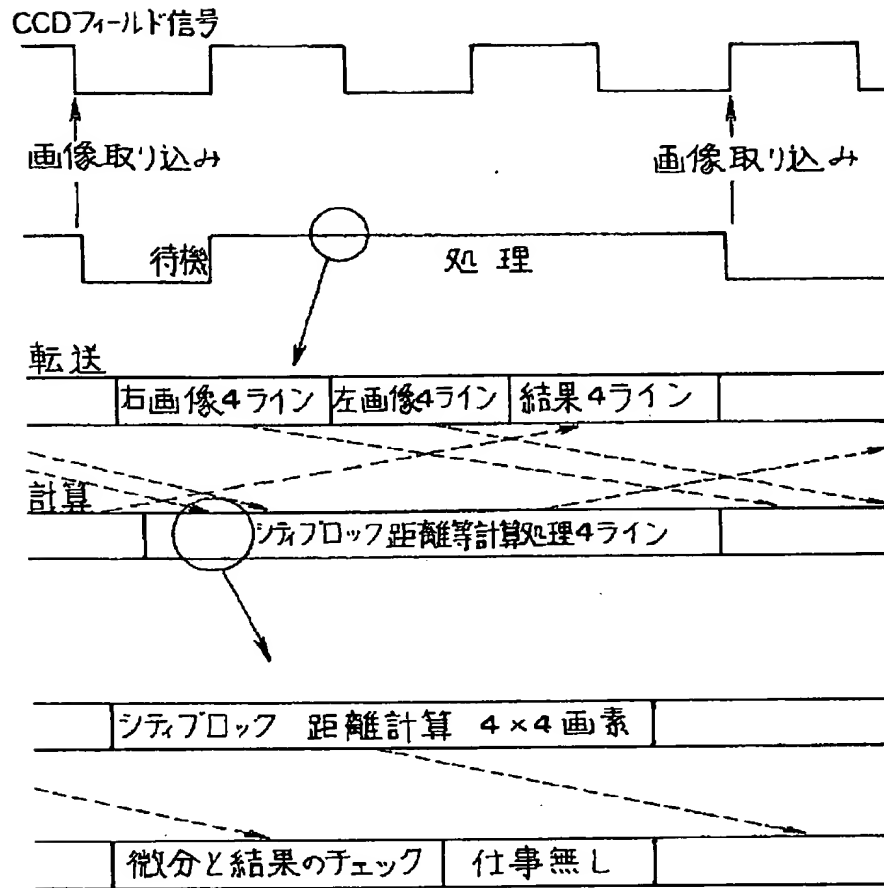 CCDフィールド信号
画像取り込み
画像取り込み
待機
処理
転送
右画像4ライン
左画像4ライン
結果4ライン
計算
シティブロック距離等計算処理4ライン
シティブロック 距離計算 4×4画素
微分と結果のチェック
仕事無し